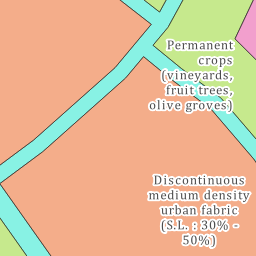 Permanent
crops
(vineyards,
fruit trees,
olive groves)
Discontinuous
medium density
urban fabric
(S.L. : 30% -
50%)